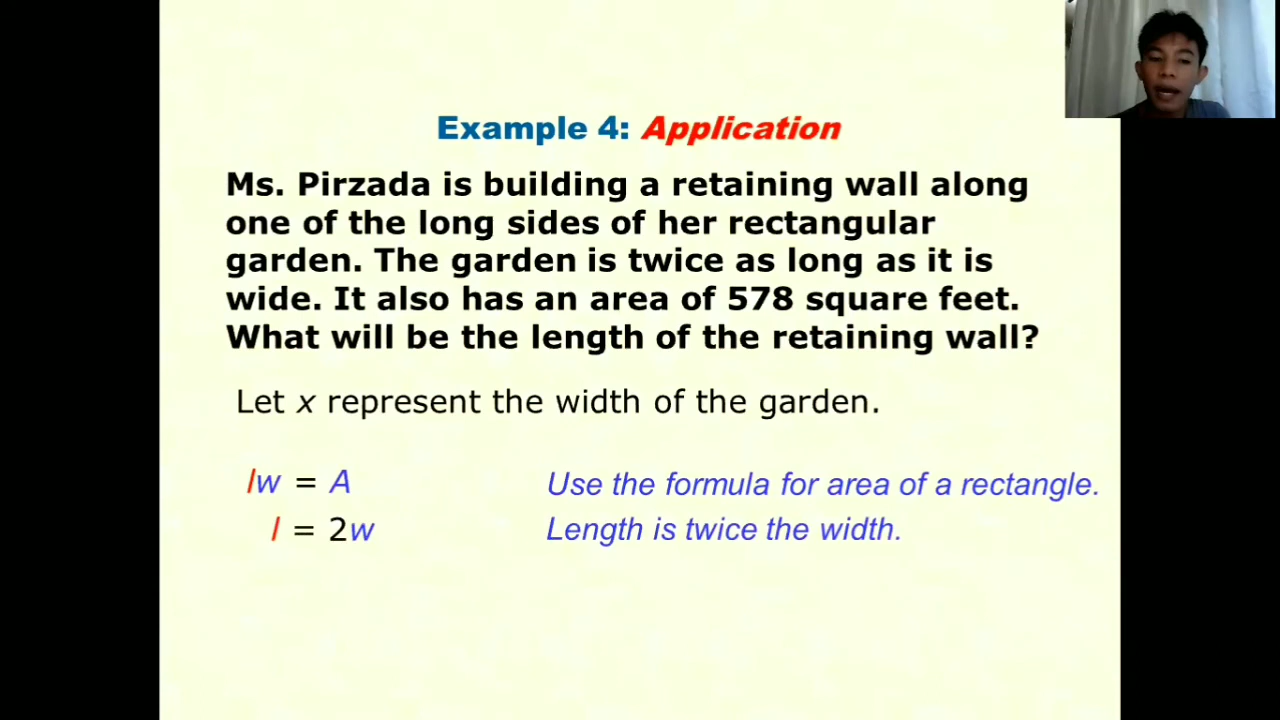 Example 4: Application
Ms. Pirzada is building a retaining wall along
one of the long sides of her rectangular
garden. The garden is twice as long as it is
wide. It also has an area of 578 square feet.
What will be the length of the retaining wall?
Let x represent the width of the garden.
lw = A Use the formula for area of a rectangle.
l = 2w Length is twice the width.